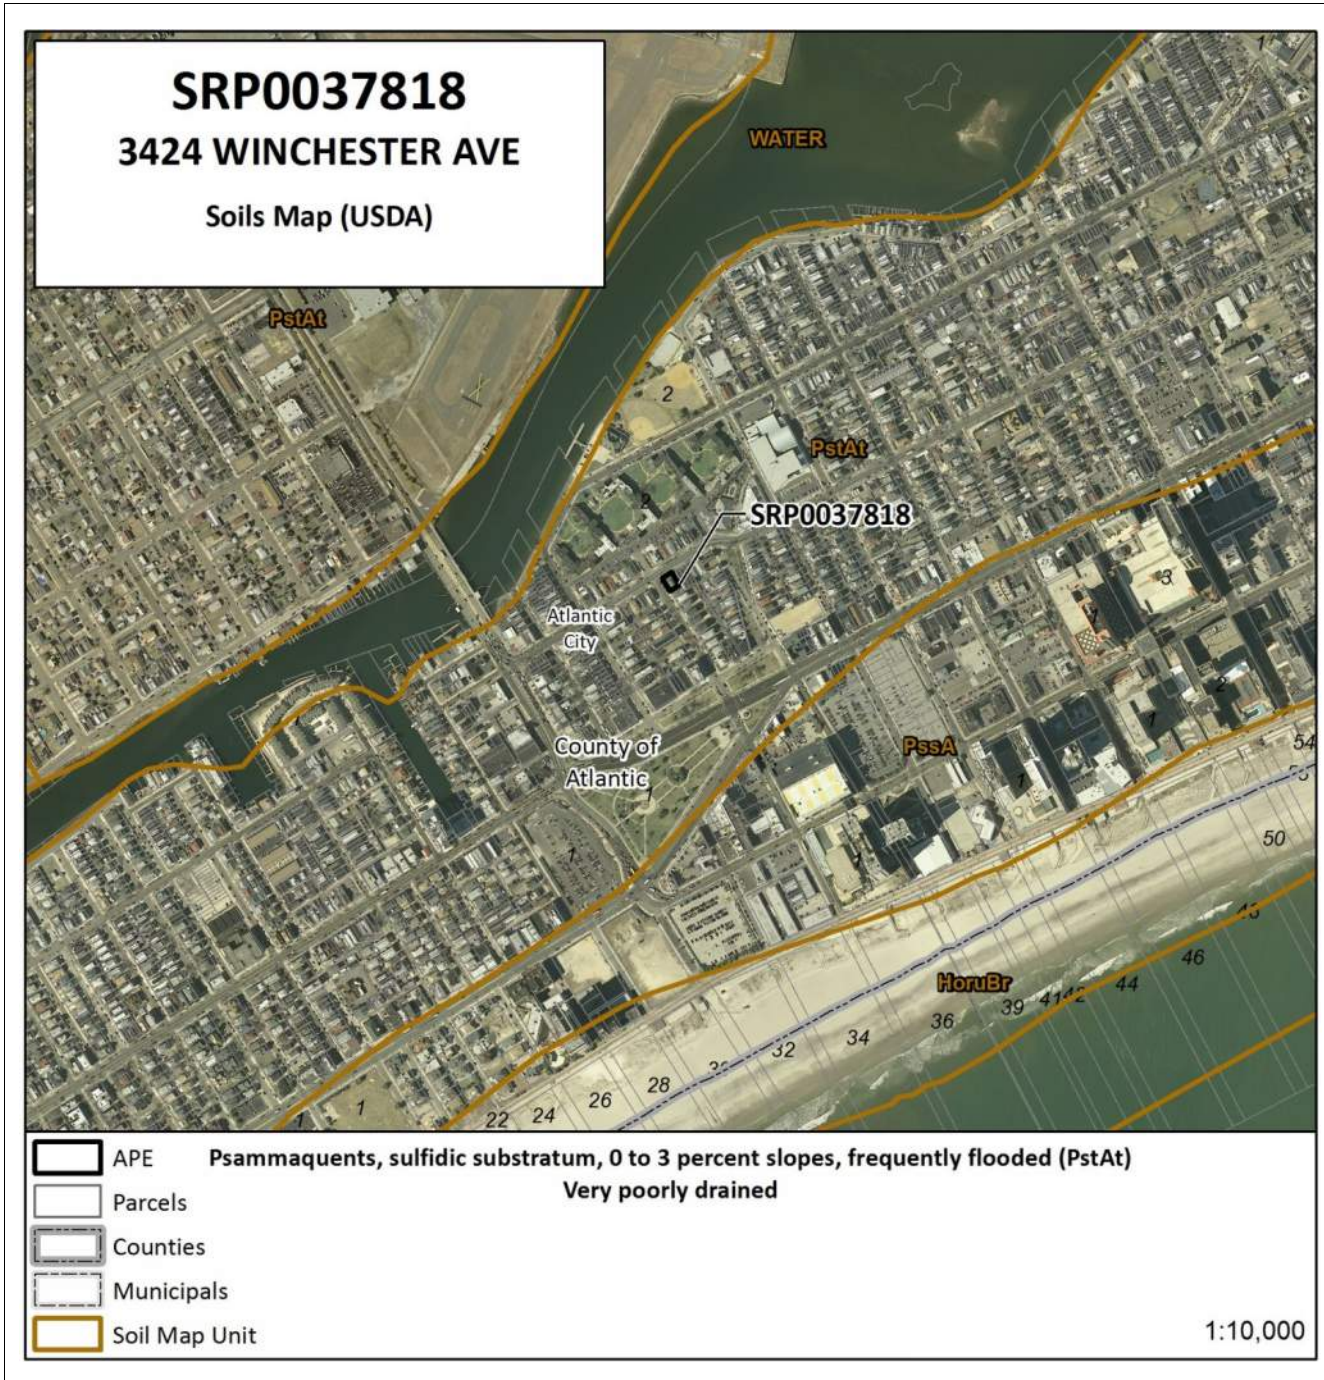 SRP0037818
3424 WINCHESTER AVE
Soils Map (USDA)
WATER
1
PstAt
2
PstAt
2
SRP0037818
Atlantic
City
3
1
2
1
County of
Atlantic
PssA
1
1
1
1
54
50
HoruBr
46
44
42
41
39
36
34
32
28
26
24
22
1
1
APE
Psammaquents, sulfidic substratum, 0 to 3 percent slopes, frequently flooded (PstAt)
Very poorly drained
Parcels
Counties
Municipals
Soil Map Unit
1:10,000